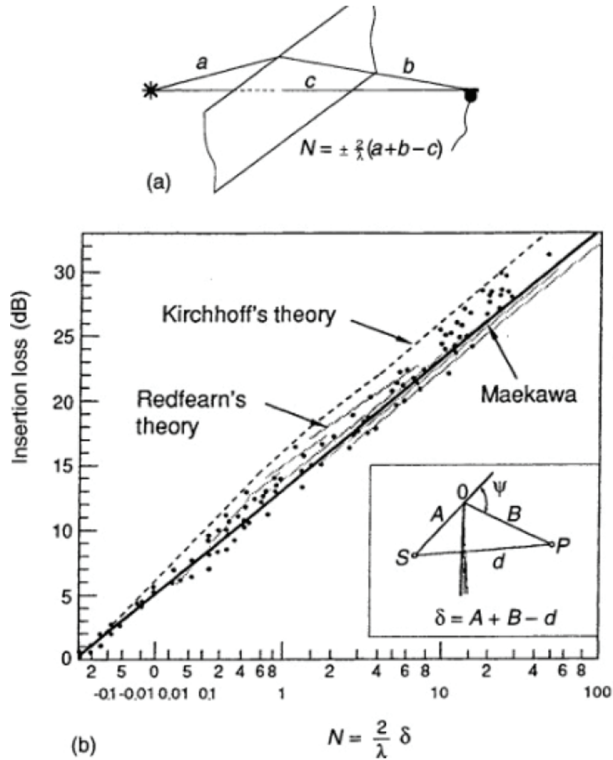 a
b
c
N = ± 2/λ (a+b−c)
(a)
Insertion loss (dB)
30
25
20
15
10
5
0
Kirchhoff's theory
Redfearn's
theory
Maekawa
0 ψ
A B
S P
d
δ = A + B − d
2 5 0 5 2 4 6 8 2 4 6 8 2 4 6 8
-0.1 -0.01 0.01 0.1 1 10 100
(b)
N = 2/λ δ